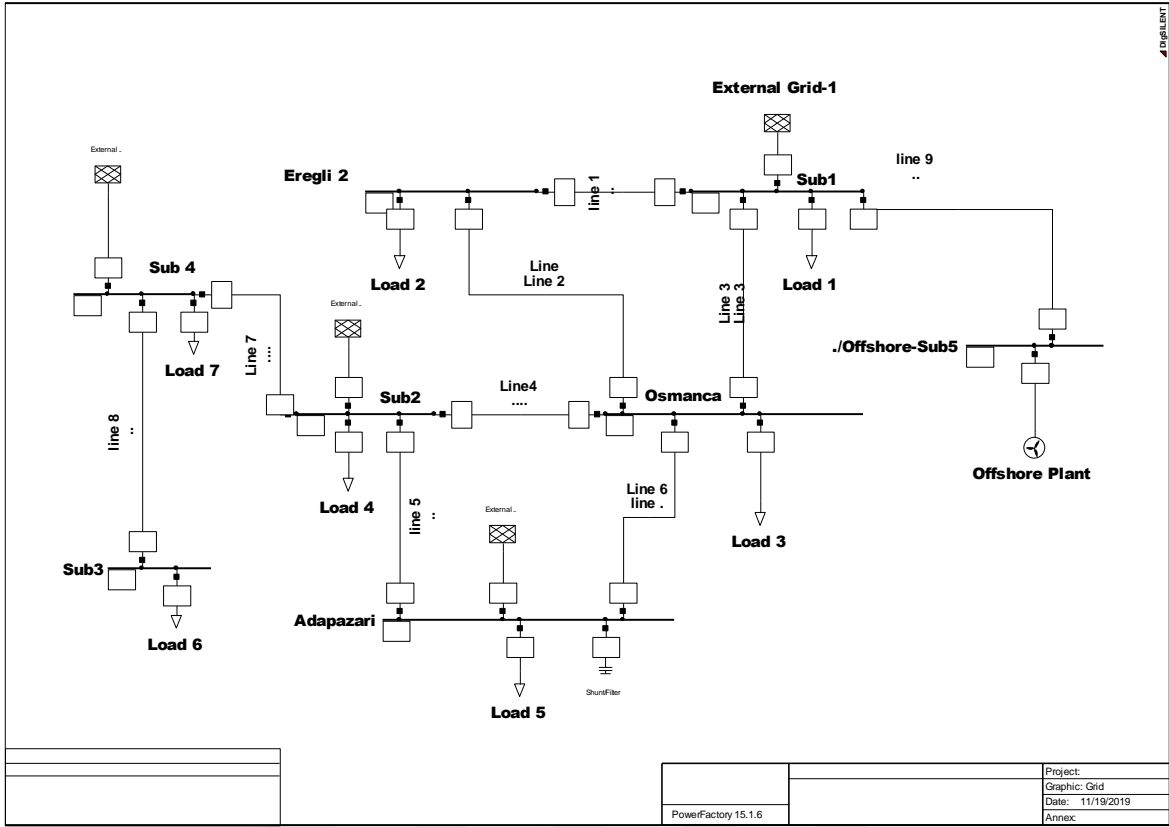 DIgSILENT
External Grid-1
External ..
Eregli 2
line 1
..
Sub1
line 9
..
Sub 4
Load 2
Line
Line 2
Line 3
Line 3
Load 1
External ..
./Offshore-Sub5
Load 7
Line 7
....
Sub2
Line4
....
Osmanca
line 8
..
Offshore Plant
Load 4
line 5
..
Line 6
line .
External ..
Load 3
Sub3
Adapazari
Load 6
Shunt/Filter
Load 5
Project:
Graphic: Grid
PowerFactory 15.1.6
Date: 11/19/2019
Annex: